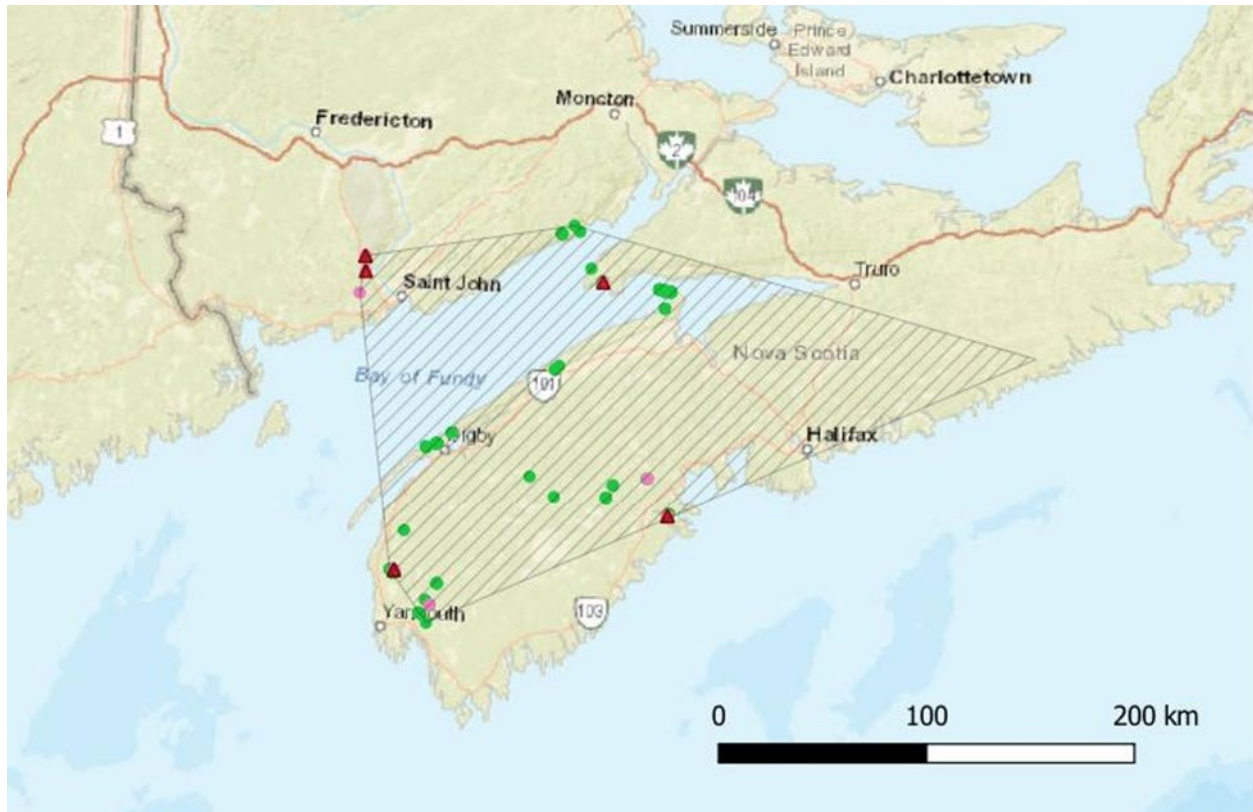 Summerside
Prince
Edward
Island
Charlottetown
Moncton
Fredericton
1
2
104
Truro
Saint John
Nova Scotia
Bay of Fundy
101
Digby
Halifax
Yarmouth
103
0 100 200 km